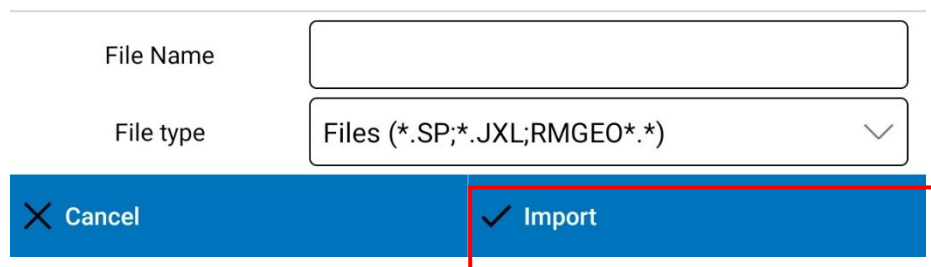 File Name
File type Files (*.SP;*.JXL;RMGEO*.*)
Cancel Import